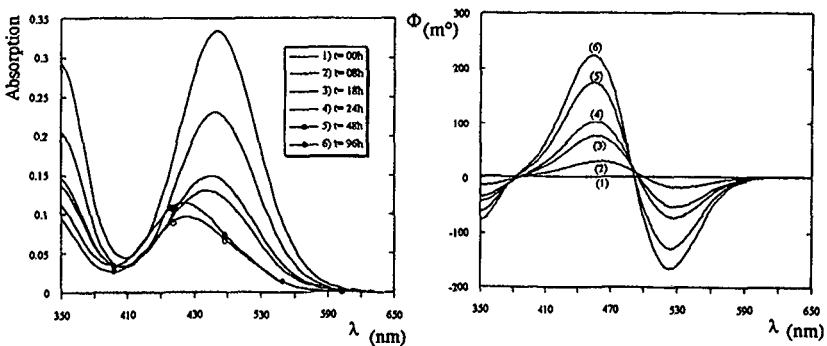 Absorption
0.35
0.3
0.25
0.2
0.15
0.1
0.05
0
1) t= 00h
2) t= 08h
3) t= 18h
4) t= 24h
5) t= 48h
6) t= 96h
350 410 430 530 590 650
λ (nm)
Φ (m°)
300
200
100
0
-100
-200
(6)
(5)
(4)
(3)
(2)
(1)
350 410 470 530 590 650
λ (nm)